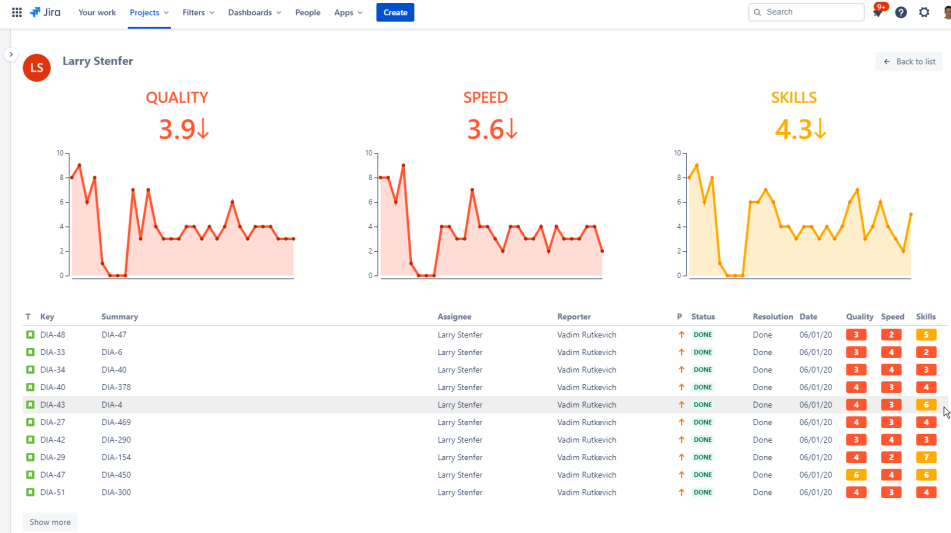 Jira Your work Projects Filters Dashboards People Apps Create Search 9+ ?
LS Larry Stenfer ← Back to list
QUALITY SPEED SKILLS
3.9↓ 3.6↓ 4.3↓
10 10 10
8 8 8
6 6 6
4 4 4
2 2 2
0 0 0
T Key Summary Assignee Reporter P Status Resolution Date Quality Speed Skills
DIA-48 DIA-47 Larry Stenfer Vadim Rutkevich ↑ DONE Done 06/01/20 3 2 5
DIA-33 DIA-6 Larry Stenfer Vadim Rutkevich ↑ DONE Done 06/01/20 3 4 2
DIA-34 DIA-40 Larry Stenfer Vadim Rutkevich ↑ DONE Done 06/01/20 3 4 3
DIA-40 DIA-378 Larry Stenfer Vadim Rutkevich ↑ DONE Done 06/01/20 4 3 4
DIA-43 DIA-4 Larry Stenfer Vadim Rutkevich ↑ DONE Done 06/01/20 4 3 6
DIA-27 DIA-469 Larry Stenfer Vadim Rutkevich ↑ DONE Done 06/01/20 4 3 4
DIA-42 DIA-290 Larry Stenfer Vadim Rutkevich ↑ DONE Done 06/01/20 3 4 3
DIA-29 DIA-154 Larry Stenfer Vadim Rutkevich ↑ DONE Done 06/01/20 4 2 7
DIA-47 DIA-450 Larry Stenfer Vadim Rutkevich ↑ DONE Done 06/01/20 6 4 6
DIA-51 DIA-300 Larry Stenfer Vadim Rutkevich ↑ DONE Done 06/01/20 4 3 4
Show more